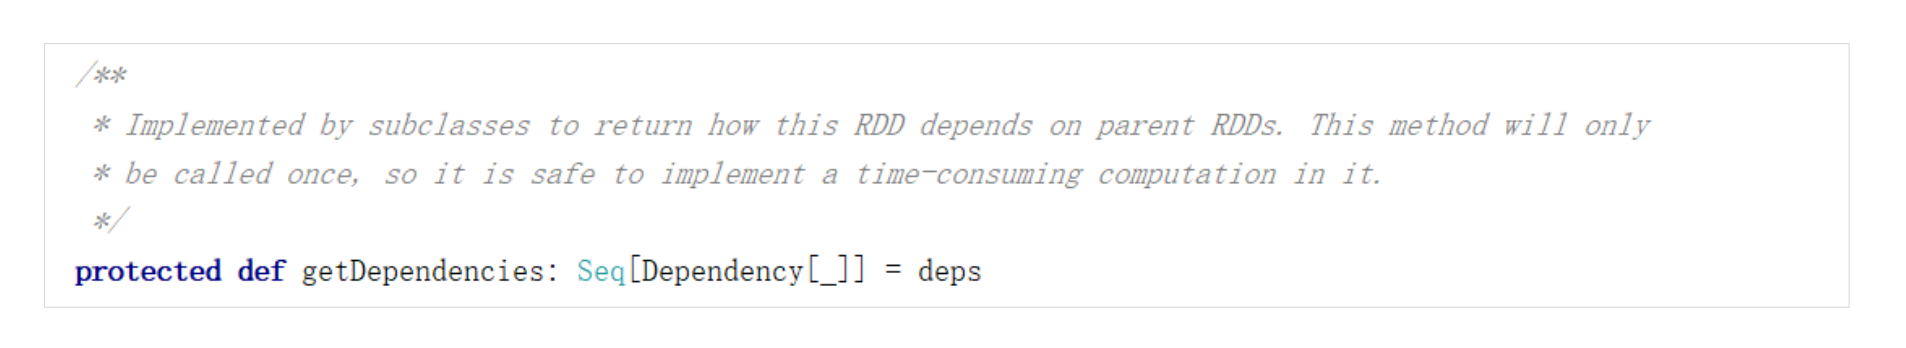 /**
* Implemented by subclasses to return how this RDD depends on parent RDDs. This method will only
* be called once, so it is safe to implement a time-consuming computation in it.
*/
protected def getDependencies: Seq[Dependency[_]] = deps